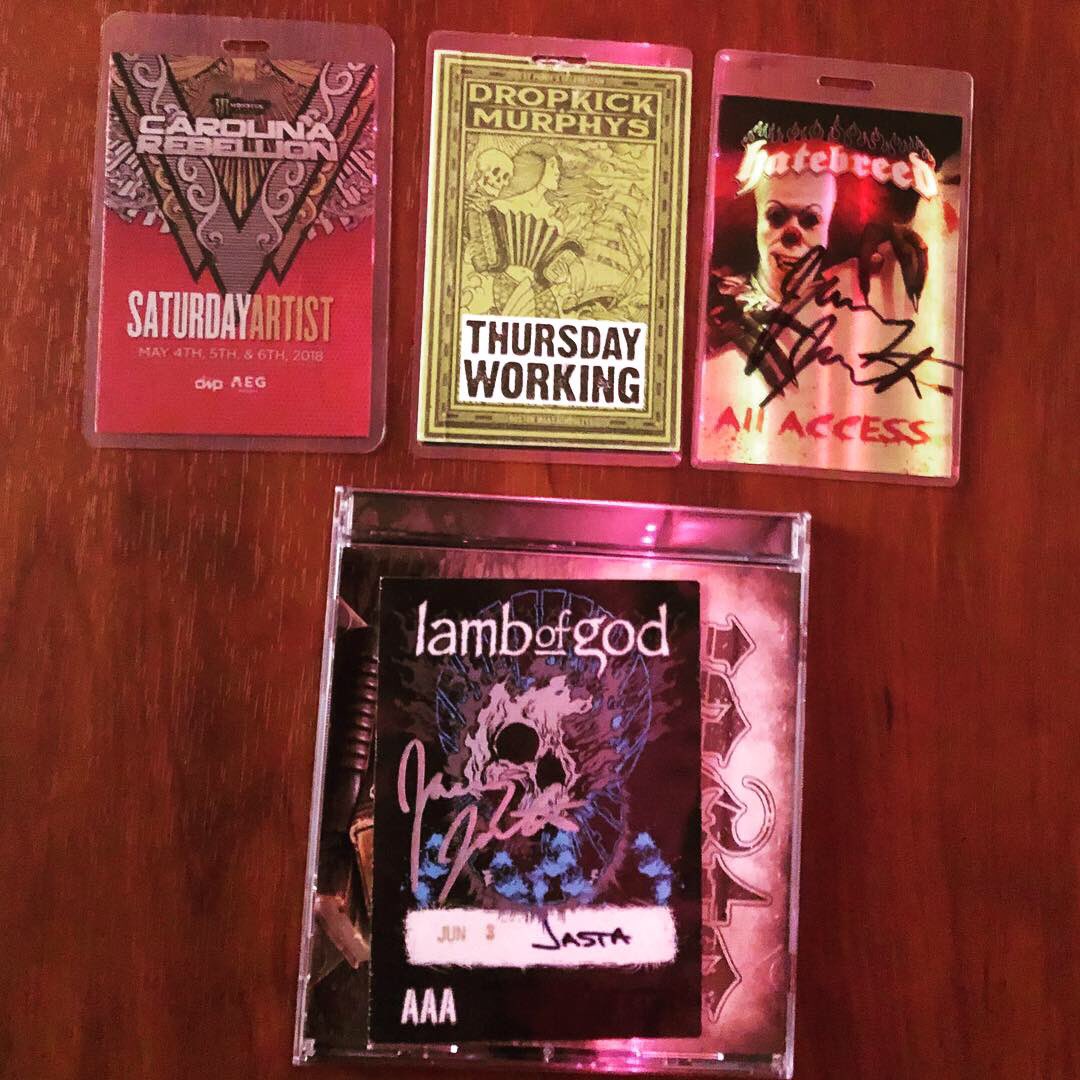 CAROLINA
REBELLION
SATURDAYARTIST
MAY 4TH, 5TH, & 6TH, 2018
dwp AEG
DROPKICK
MURPHYS
THURSDAY
WORKING
hatebreed
All ACCESS
lamb of god
JUN 3 JASTA
AAA